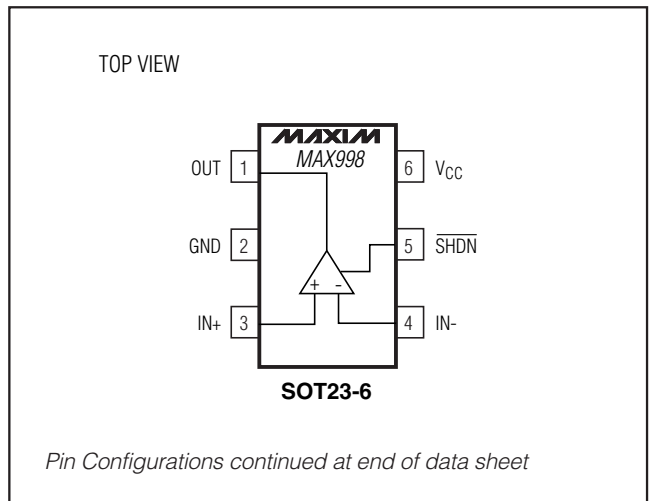 TOP VIEW
MAXIM
MAX998
OUT 1
6 VCC
GND 2
5 SHDN
+ -
IN+ 3
4 IN-
SOT23-6
Pin Configurations continued at end of data sheet